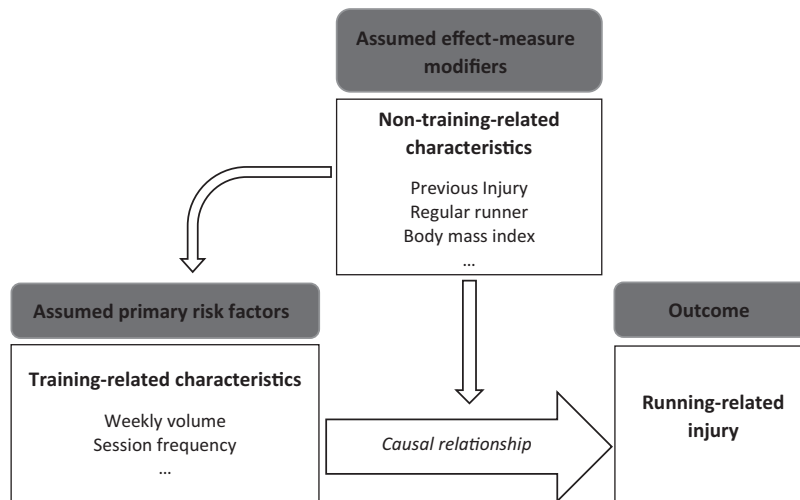 Assumed effect-measure
modifiers
Non-training-related
characteristics
Previous Injury
Regular runner
Body mass index
...
Assumed primary risk factors
Training-related characteristics
Weekly volume
Session frequency
...
Causal relationship
Outcome
Running-related
injury